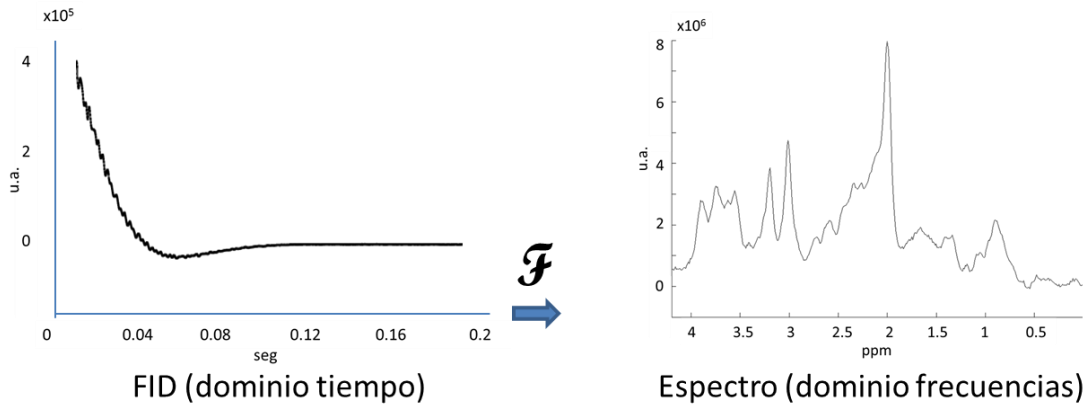 x10⁵
4
2
0
u.a.
0 0.04 0.08 0.12 0.16 0.2
seg
FID (dominio tiempo)
ℱ
x10⁶
8
6
4
2
0
u.a.
4 3.5 3 2.5 2 1.5 1 0.5
ppm
Espectro (dominio frecuencias)